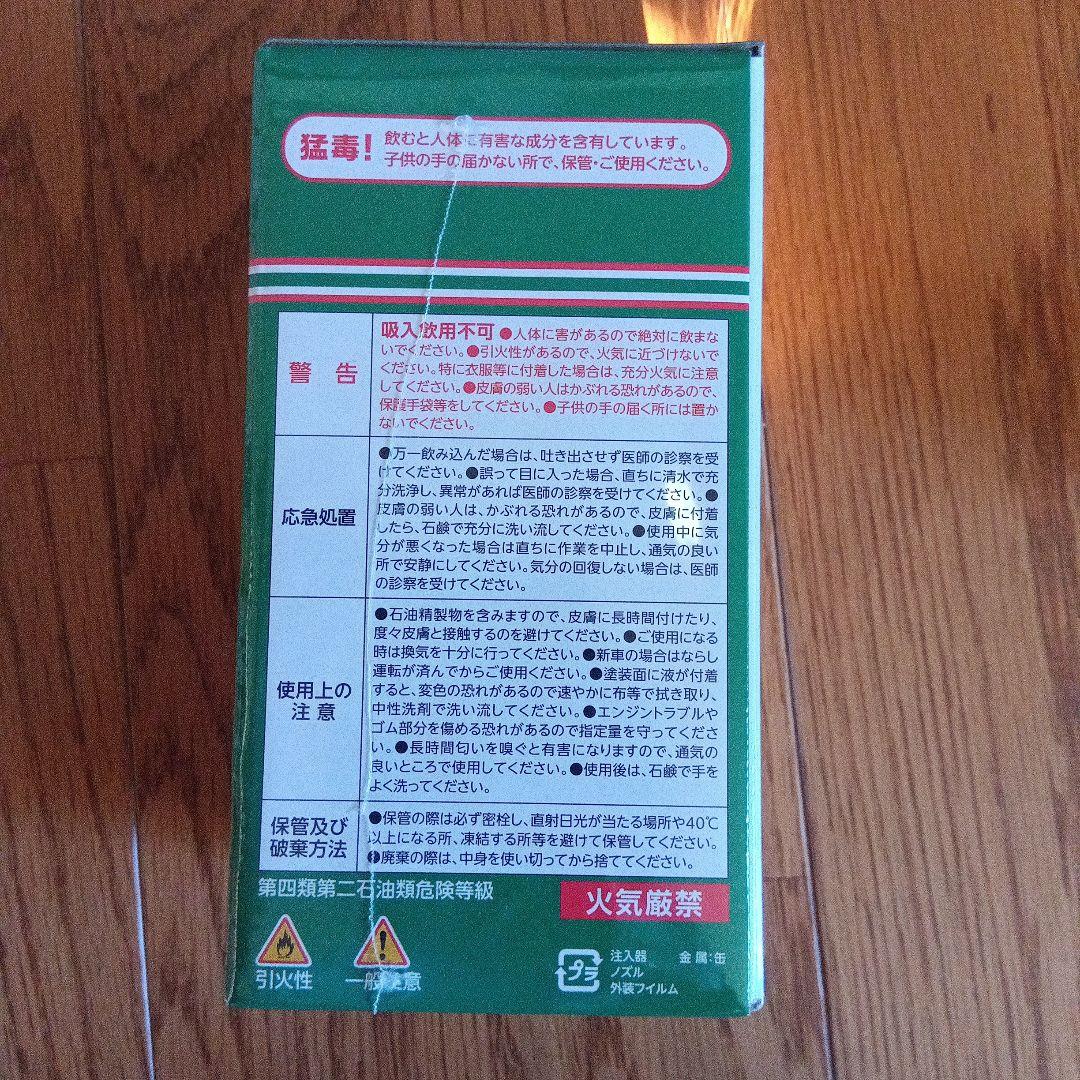 猛毒! 飲むと人体に有害な成分を含有しています。
子供の手の届かない所で、保管・ご使用ください。
警告
吸入飲用不可 ●人体に害があるので絶対に飲まな
いでください。●引火性があるので、火気に近づけないで
ください。特に衣服等に付着した場合は、充分火気に注意
してください。●皮膚の弱い人はかぶれる恐れがあるので、
保護手袋等をしてください。●子供の手の届く所には置か
ないでください。
応急処置
●万一飲み込んだ場合は、吐き出させず医師の診察を受
けてください。●誤って目に入った場合、直ちに清水で充
分洗浄し、異常があれば医師の診察を受けてください。●
皮膚の弱い人は、かぶれる恐れがあるので、皮膚に付着
したら、石鹸で充分に洗い流してください。●使用中に気
分が悪くなった場合は直ちに作業を中止し、通気の良い
所で安静にしてください。気分の回復しない場合は、医師
の診察を受けてください。
使用上の
注意
●石油精製物を含みますので、皮膚に長時間付けたり、
度々皮膚と接触するのを避けてください。●ご使用になる
時は換気を十分に行ってください。●新車の場合はならし
運転が済んでからご使用ください。●塗装面に液が付着
すると、変色の恐れがあるので速やかに布等で拭き取り、
中性洗剤で洗い流してください。●エンジントラブルや
ゴム部分を傷める恐れがあるので指定量を守ってくださ
い。●長時間匂いを嗅ぐと有害になりますので、通気の
良いところで使用してください。●使用後は、石鹸で手を
よく洗ってください。
保管及び
破棄方法
●保管の際は必ず密栓し、直射日光が当たる場所や40℃
以上になる所、凍結する所等を避けて保管してください。
●廃棄の際は、中身を使い切ってから捨ててください。
第四類第二石油類危険等級
火気厳禁
引火性
一般注意
プラ
注入器
ノズル
外装フィルム
金属:缶